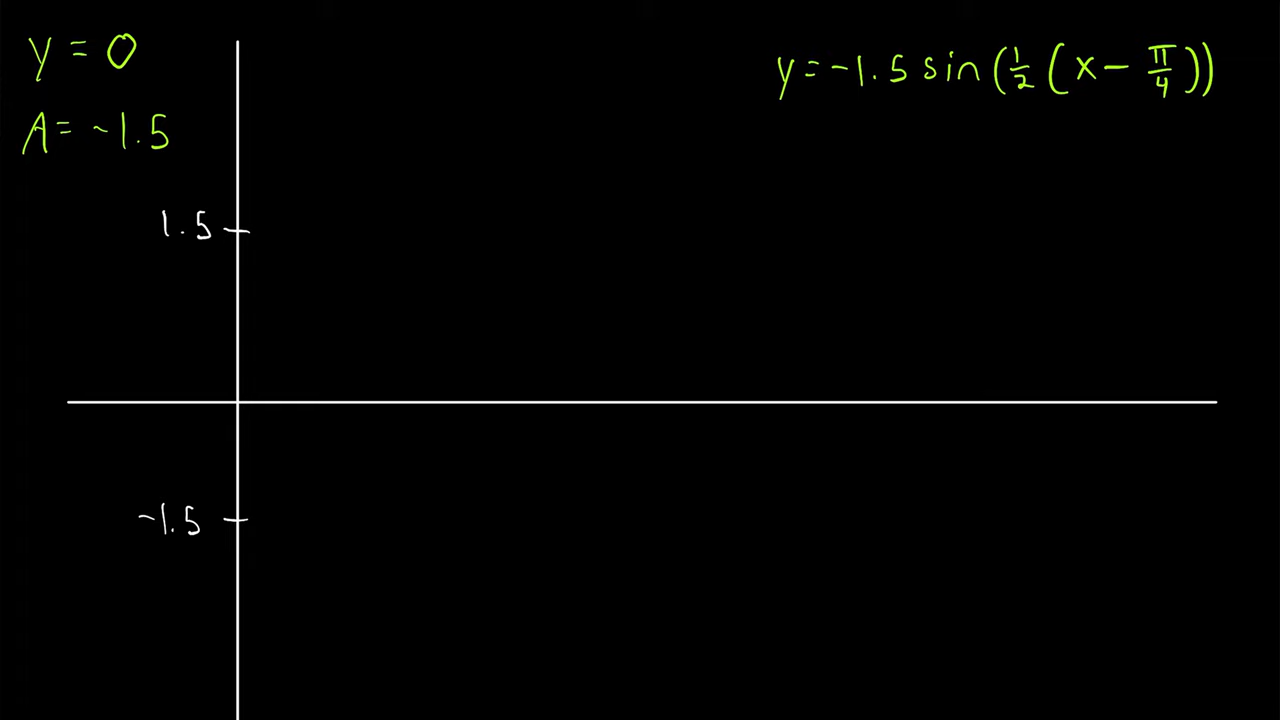 y = 0
y = -1.5 sin(1/2(x - π/4))
A = -1.5
1.5
-1.5